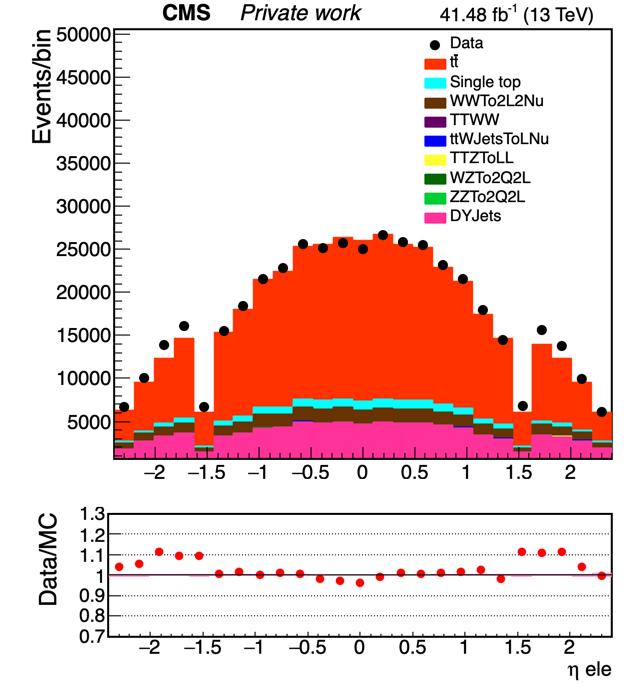 CMS Private work 41.48 fb⁻¹ (13 TeV)
Events/bin
50000
45000
40000
35000
30000
25000
20000
15000
10000
5000
Data
tt̄
Single top
WWTo2L2Nu
TTWW
ttWJetsToLNu
TTZToLL
WZTo2Q2L
ZZTo2Q2L
DYJets
−2 −1.5 −1 −0.5 0 0.5 1 1.5 2
Data/MC
1.3
1.2
1.1
1
0.9
0.8
0.7
−2 −1.5 −1 −0.5 0 0.5 1 1.5 2
η ele